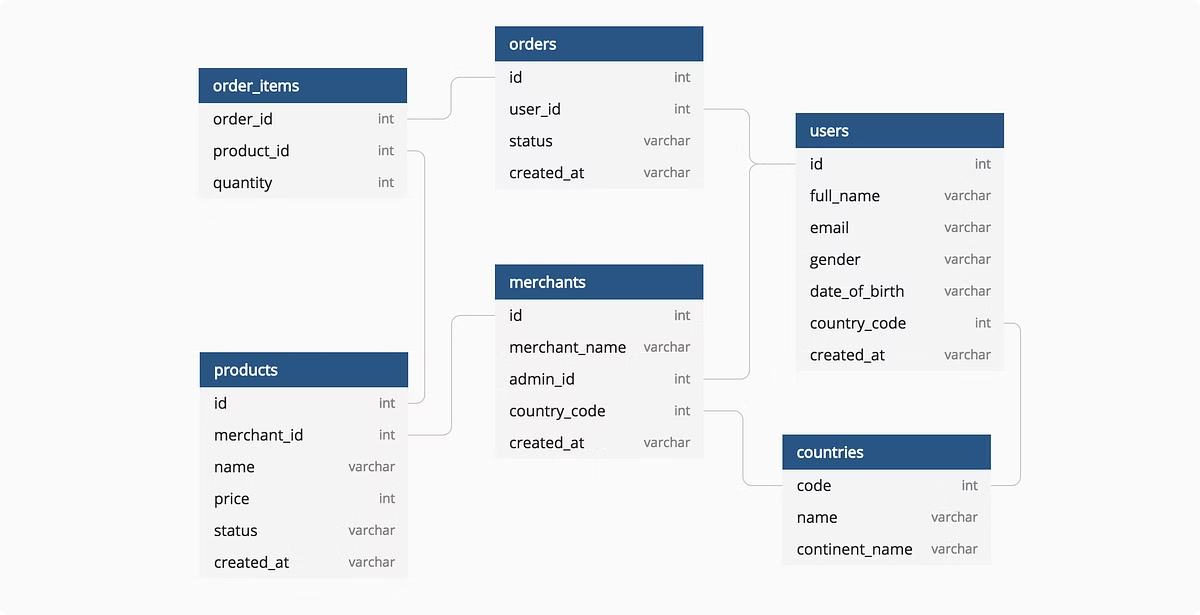 order_items
order_id int
product_id int
quantity int
orders
id int
user_id int
status varchar
created_at varchar
users
id int
full_name varchar
email varchar
gender varchar
date_of_birth varchar
country_code int
created_at varchar
merchants
id int
merchant_name varchar
admin_id int
country_code int
created_at varchar
products
id int
merchant_id int
name varchar
price int
status varchar
created_at varchar
countries
code int
name varchar
continent_name varchar